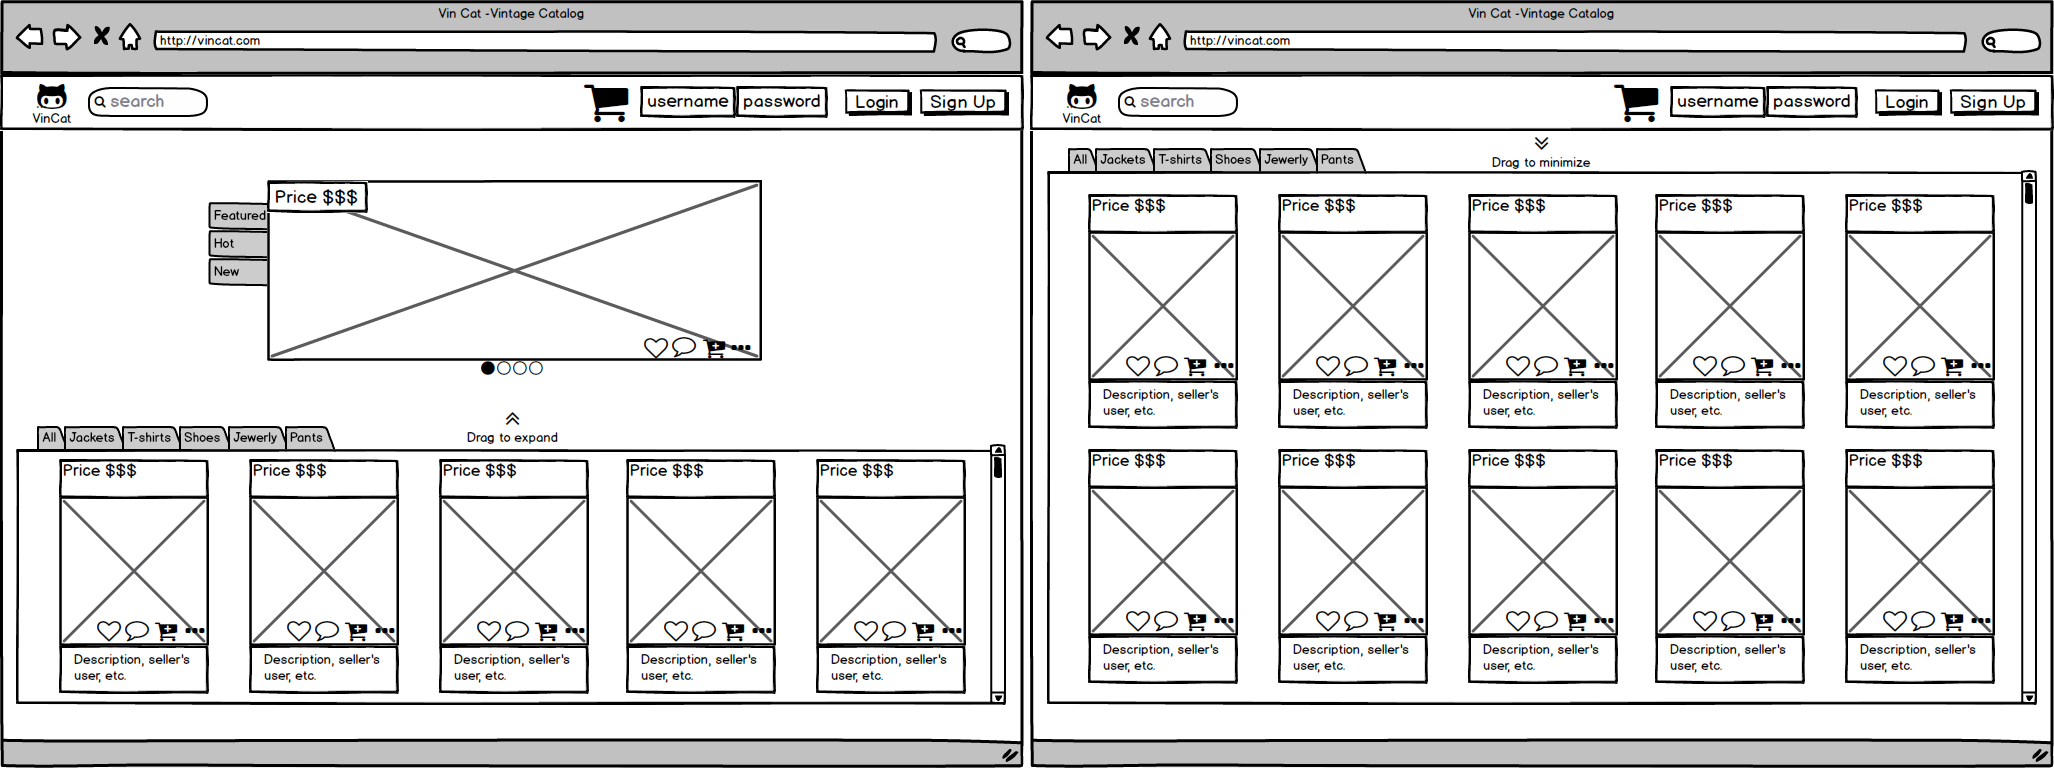 Vin Cat -Vintage Catalog
http://vincat.com
VinCat
search
username
password
Login
Sign Up
Price $$$
Featured
Hot
New
Drag to expand
All
Jackets
T-shirts
Shoes
Jewerly
Pants
Price $$$
Price $$$
Price $$$
Price $$$
Price $$$
Description, seller's
user, etc.
Description, seller's
user, etc.
Description, seller's
user, etc.
Description, seller's
user, etc.
Description, seller's
user, etc.
Vin Cat -Vintage Catalog
http://vincat.com
VinCat
search
username
password
Login
Sign Up
Drag to minimize
All
Jackets
T-shirts
Shoes
Jewerly
Pants
Price $$$
Price $$$
Price $$$
Price $$$
Price $$$
Description, seller's
user, etc.
Description, seller's
user, etc.
Description, seller's
user, etc.
Description, seller's
user, etc.
Description, seller's
user, etc.
Price $$$
Price $$$
Price $$$
Price $$$
Price $$$
Description, seller's
user, etc.
Description, seller's
user, etc.
Description, seller's
user, etc.
Description, seller's
user, etc.
Description, seller's
user, etc.